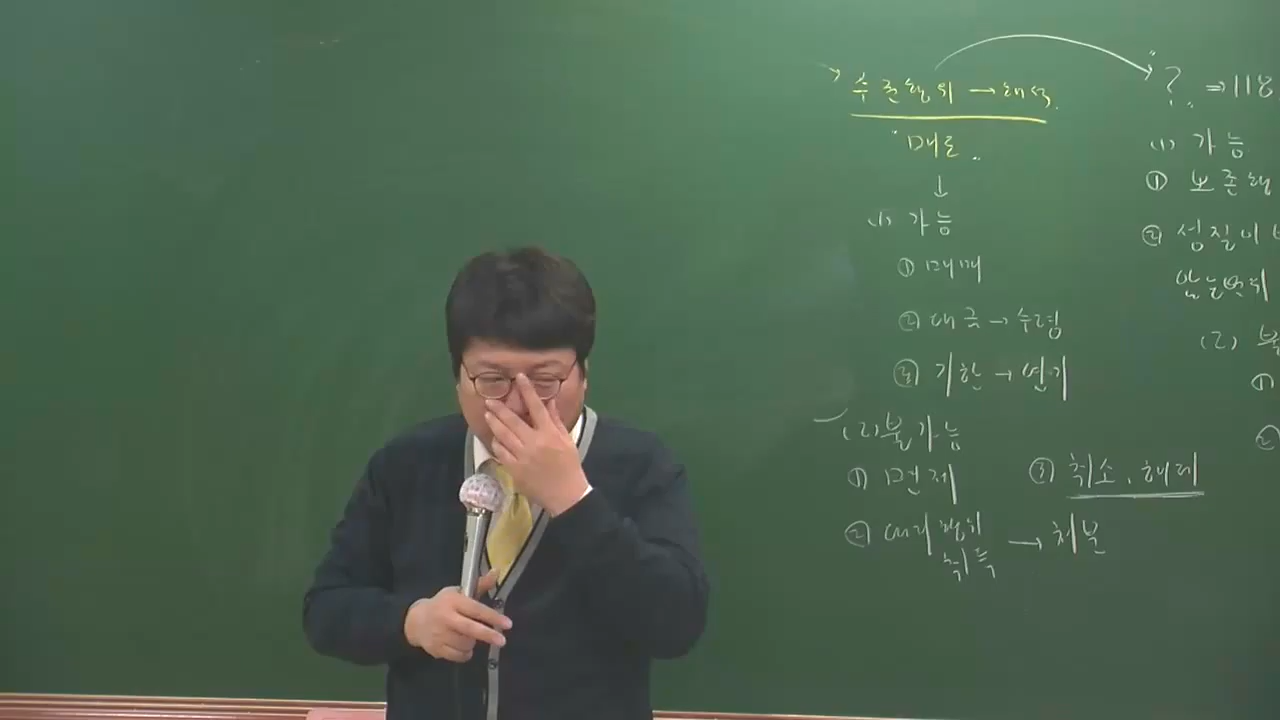 수권행위 → 해석
"매도"
↓
(1) 가능
① 매매
② 대금 → 수령
③ 기한 → 연기
(2) 불가능
① 면제
② 대리행위 취득 → 처분
③ 취소, 해제
? ⇒ 118
(1) 가능
① 보존행
② 성질이
않는 범위
(2)
①
②